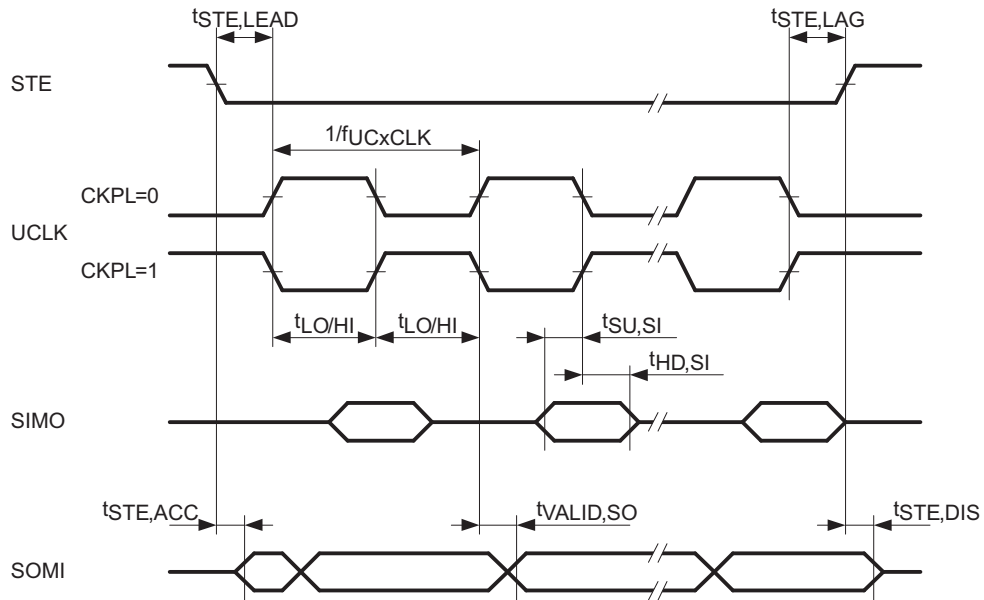 tSTE,LEAD
tSTE,LAG
STE
1/fUCxCLK
CKPL=0
UCLK
CKPL=1
tLO/HI
tLO/HI
tSU,SI
tHD,SI
SIMO
tSTE,ACC
tVALID,SO
tSTE,DIS
SOMI